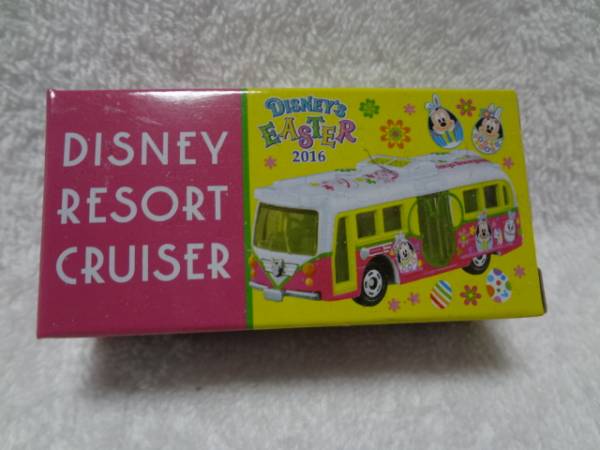 DISNEY
RESORT
CRUISER
DISNEY'S
EASTER
2016